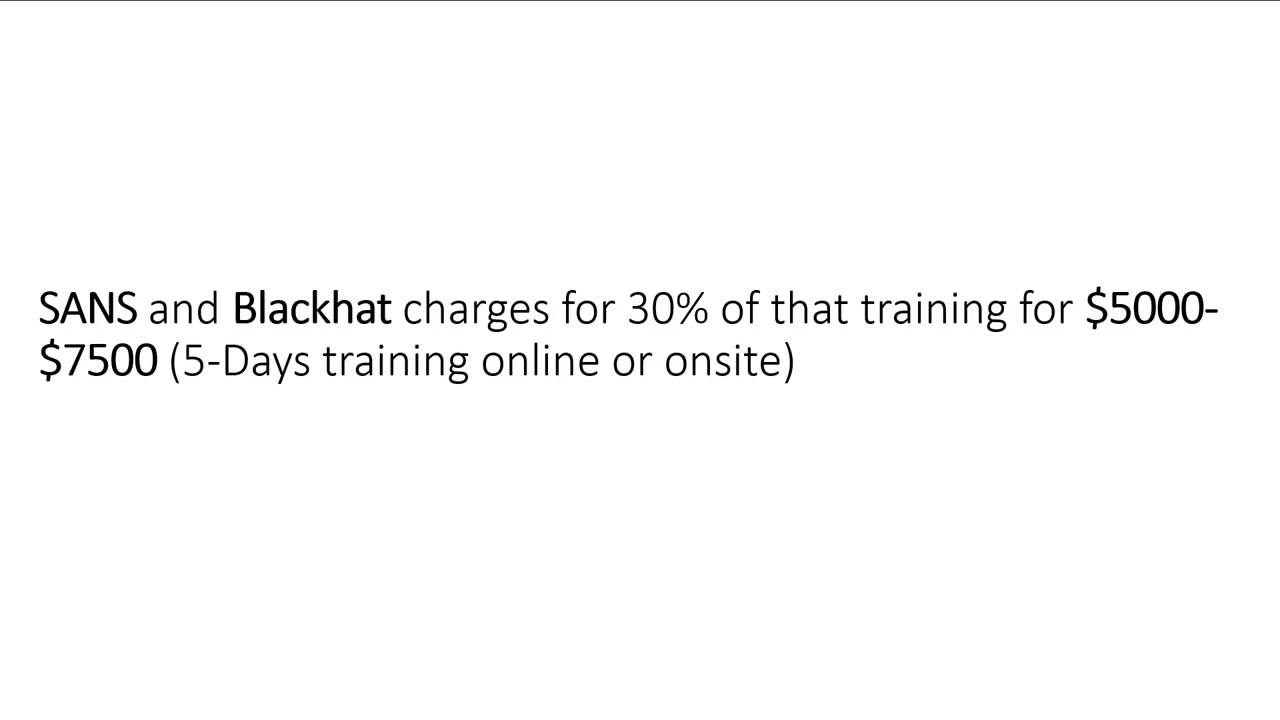 SANS and Blackhat charges for 30% of that training for $5000-
$7500 (5-Days training online or onsite)